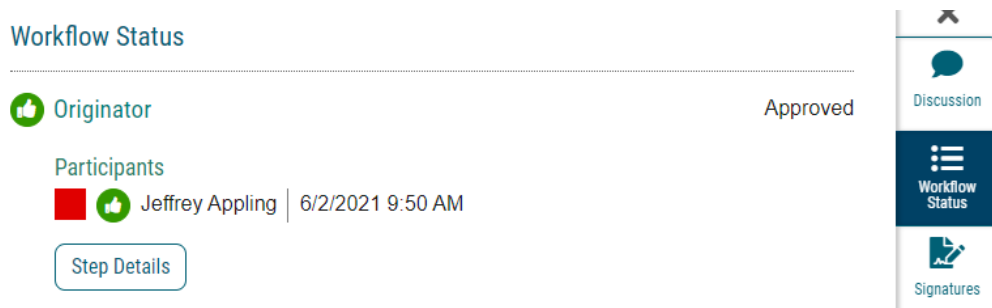 Workflow Status
Originator
Approved
Participants
Jeffrey Appling | 6/2/2021 9:50 AM
Step Details
Discussion
Workflow
Status
Signatures